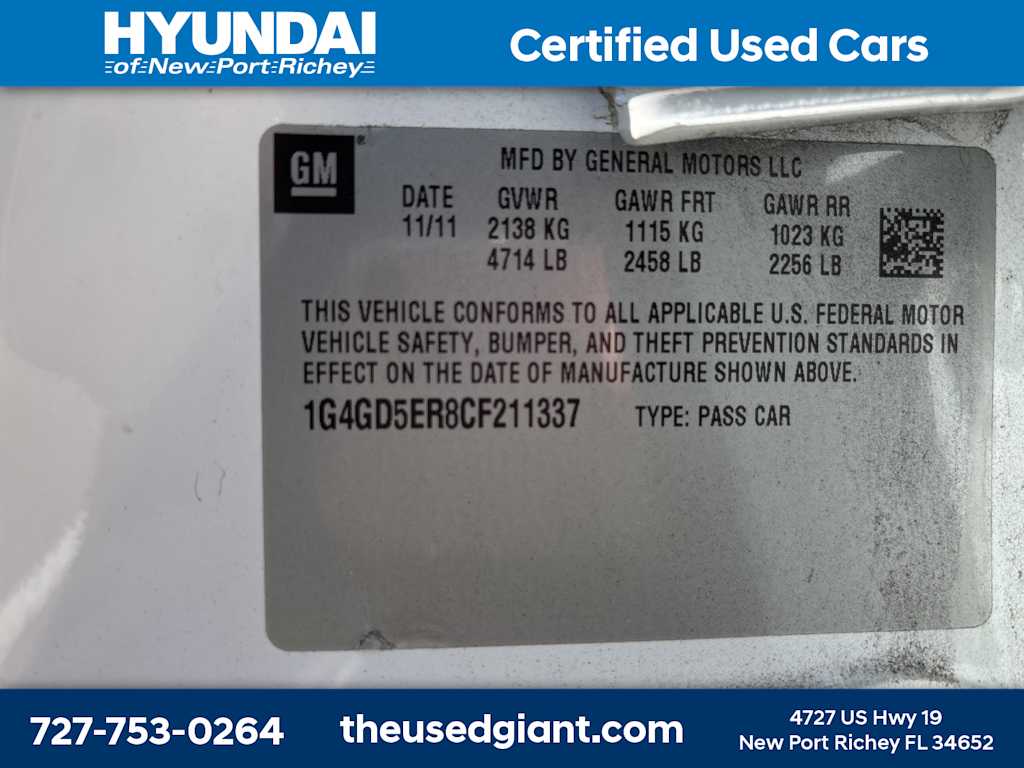 HYUNDAI
of New Port Richey
Certified Used Cars
GM
MFD BY GENERAL MOTORS LLC
DATE GVWR GAWR FRT GAWR RR
11/11 2138 KG 1115 KG 1023 KG
4714 LB 2458 LB 2256 LB
THIS VEHICLE CONFORMS TO ALL APPLICABLE U.S. FEDERAL MOTOR
VEHICLE SAFETY, BUMPER, AND THEFT PREVENTION STANDARDS IN
EFFECT ON THE DATE OF MANUFACTURE SHOWN ABOVE.
1G4GD5ER8CF211337 TYPE: PASS CAR
727-753-0264
theusedgiant.com
4727 US Hwy 19
New Port Richey FL 34652